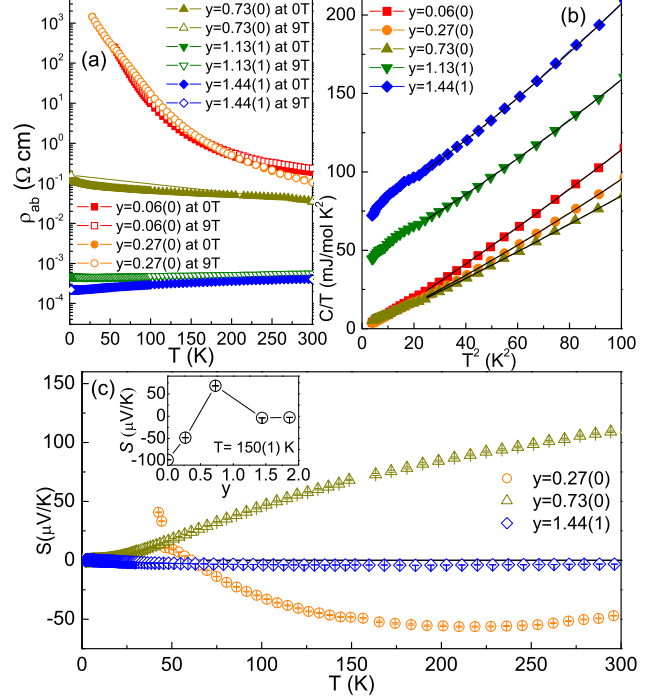 (a)
y=0.73(0) at 0T
y=0.73(0) at 9T
y=1.13(1) at 0T
y=1.13(1) at 9T
y=1.44(1) at 0T
y=1.44(1) at 9T
y=0.06(0) at 0T
y=0.06(0) at 9T
y=0.27(0) at 0T
y=0.27(0) at 9T
10³
10²
10¹
10⁰
10⁻¹
10⁻²
10⁻³
10⁻⁴
ρab (Ω cm)
0 50 100 150 200 250 300
T (K)
(b)
y=0.06(0)
y=0.27(0)
y=0.73(0)
y=1.13(1)
y=1.44(1)
200
150
100
50
0
C/T (mJ/mol K²)
0 20 40 60 80 100
T² (K²)
(c)
150
100
50
0
-50
S(μV/K)
0 50 100 150 200 250 300
T (K)
y=0.27(0)
y=0.73(0)
y=1.44(1)
50
0
-50
-100
S (μV/K)
T= 150(1) K
0.0 0.5 1.0 1.5 2.0
y